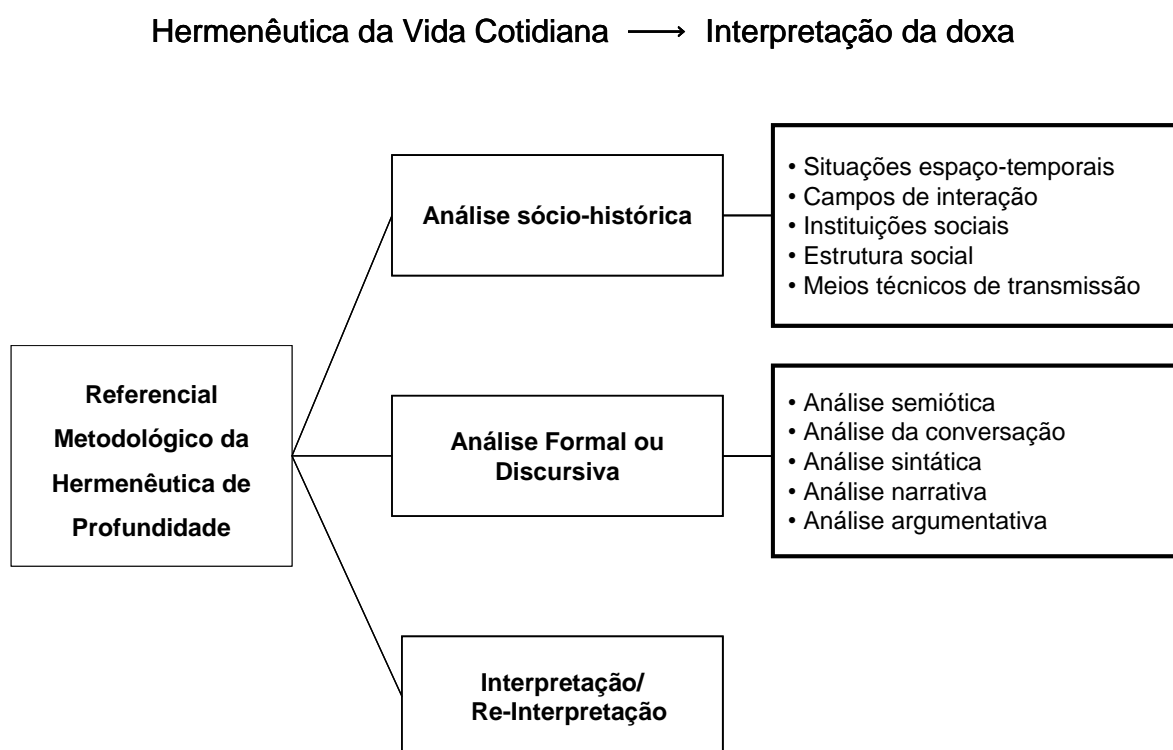 Hermenêutica da Vida Cotidiana ⟶ Interpretação da doxa
Análise sócio-histórica
• Situações espaço-temporais
• Campos de interação
• Instituições sociais
• Estrutura social
• Meios técnicos de transmissão
Referencial
Metodológico da
Hermenêutica de
Profundidade
Análise Formal ou
Discursiva
• Análise semiótica
• Análise da conversação
• Análise sintática
• Análise narrativa
• Análise argumentativa
Interpretação/
Re-Interpretação